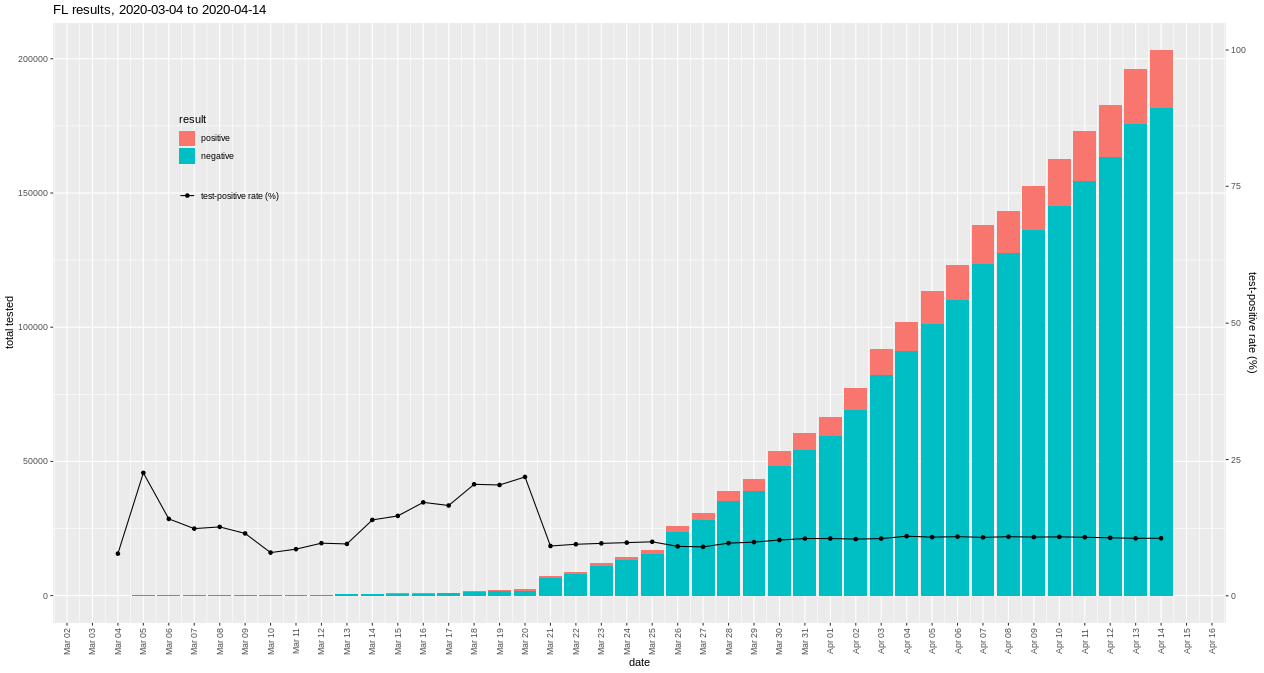 FL results, 2020-03-04 to 2020-04-14
total tested
200000
150000
100000
50000
0
result
positive
negative
test-positive rate (%)
100
75
50
25
0
test-positive rate (%)
Mar 02
Mar 03
Mar 04
Mar 05
Mar 06
Mar 07
Mar 08
Mar 09
Mar 10
Mar 11
Mar 12
Mar 13
Mar 14
Mar 15
Mar 16
Mar 17
Mar 18
Mar 19
Mar 20
Mar 21
Mar 22
Mar 23
Mar 24
Mar 25
Mar 26
Mar 27
Mar 28
Mar 29
Mar 30
Mar 31
Apr 01
Apr 02
Apr 03
Apr 04
Apr 05
Apr 06
Apr 07
Apr 08
Apr 09
Apr 10
Apr 11
Apr 12
Apr 13
Apr 14
Apr 15
Apr 16
date